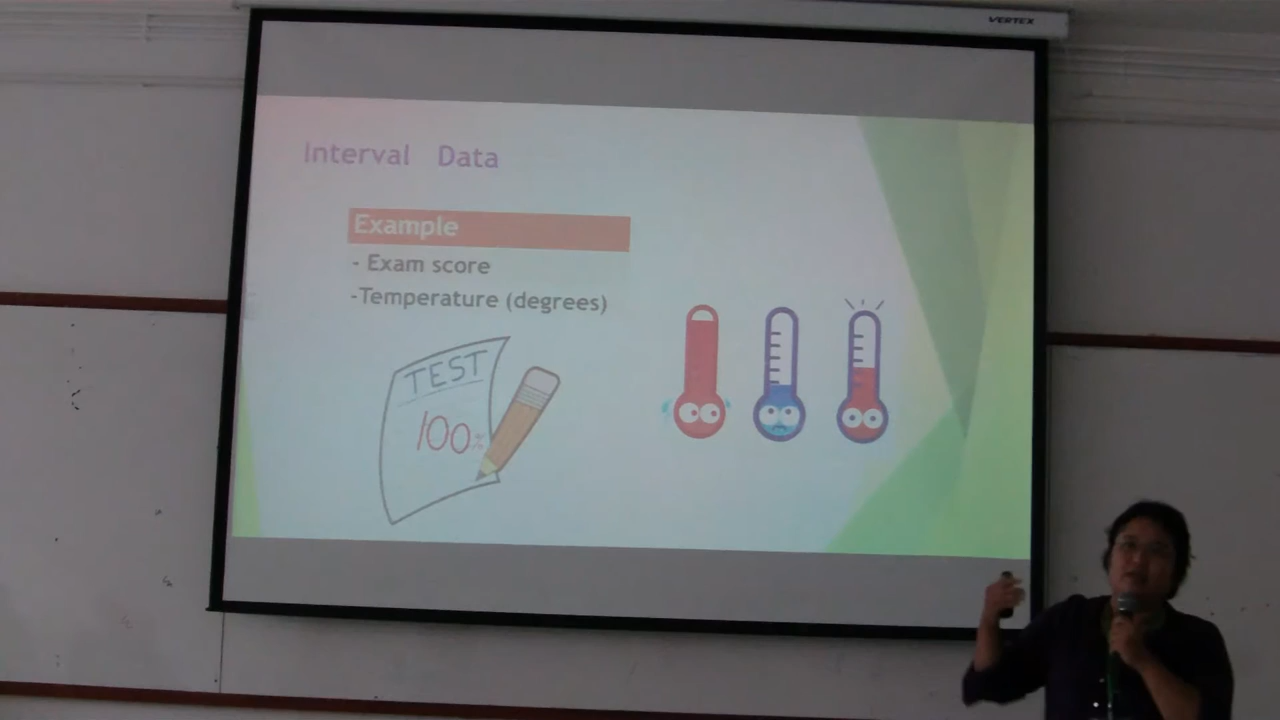 VERTEX
Interval Data
Example
- Exam score
-Temperature (degrees)
TEST
100%